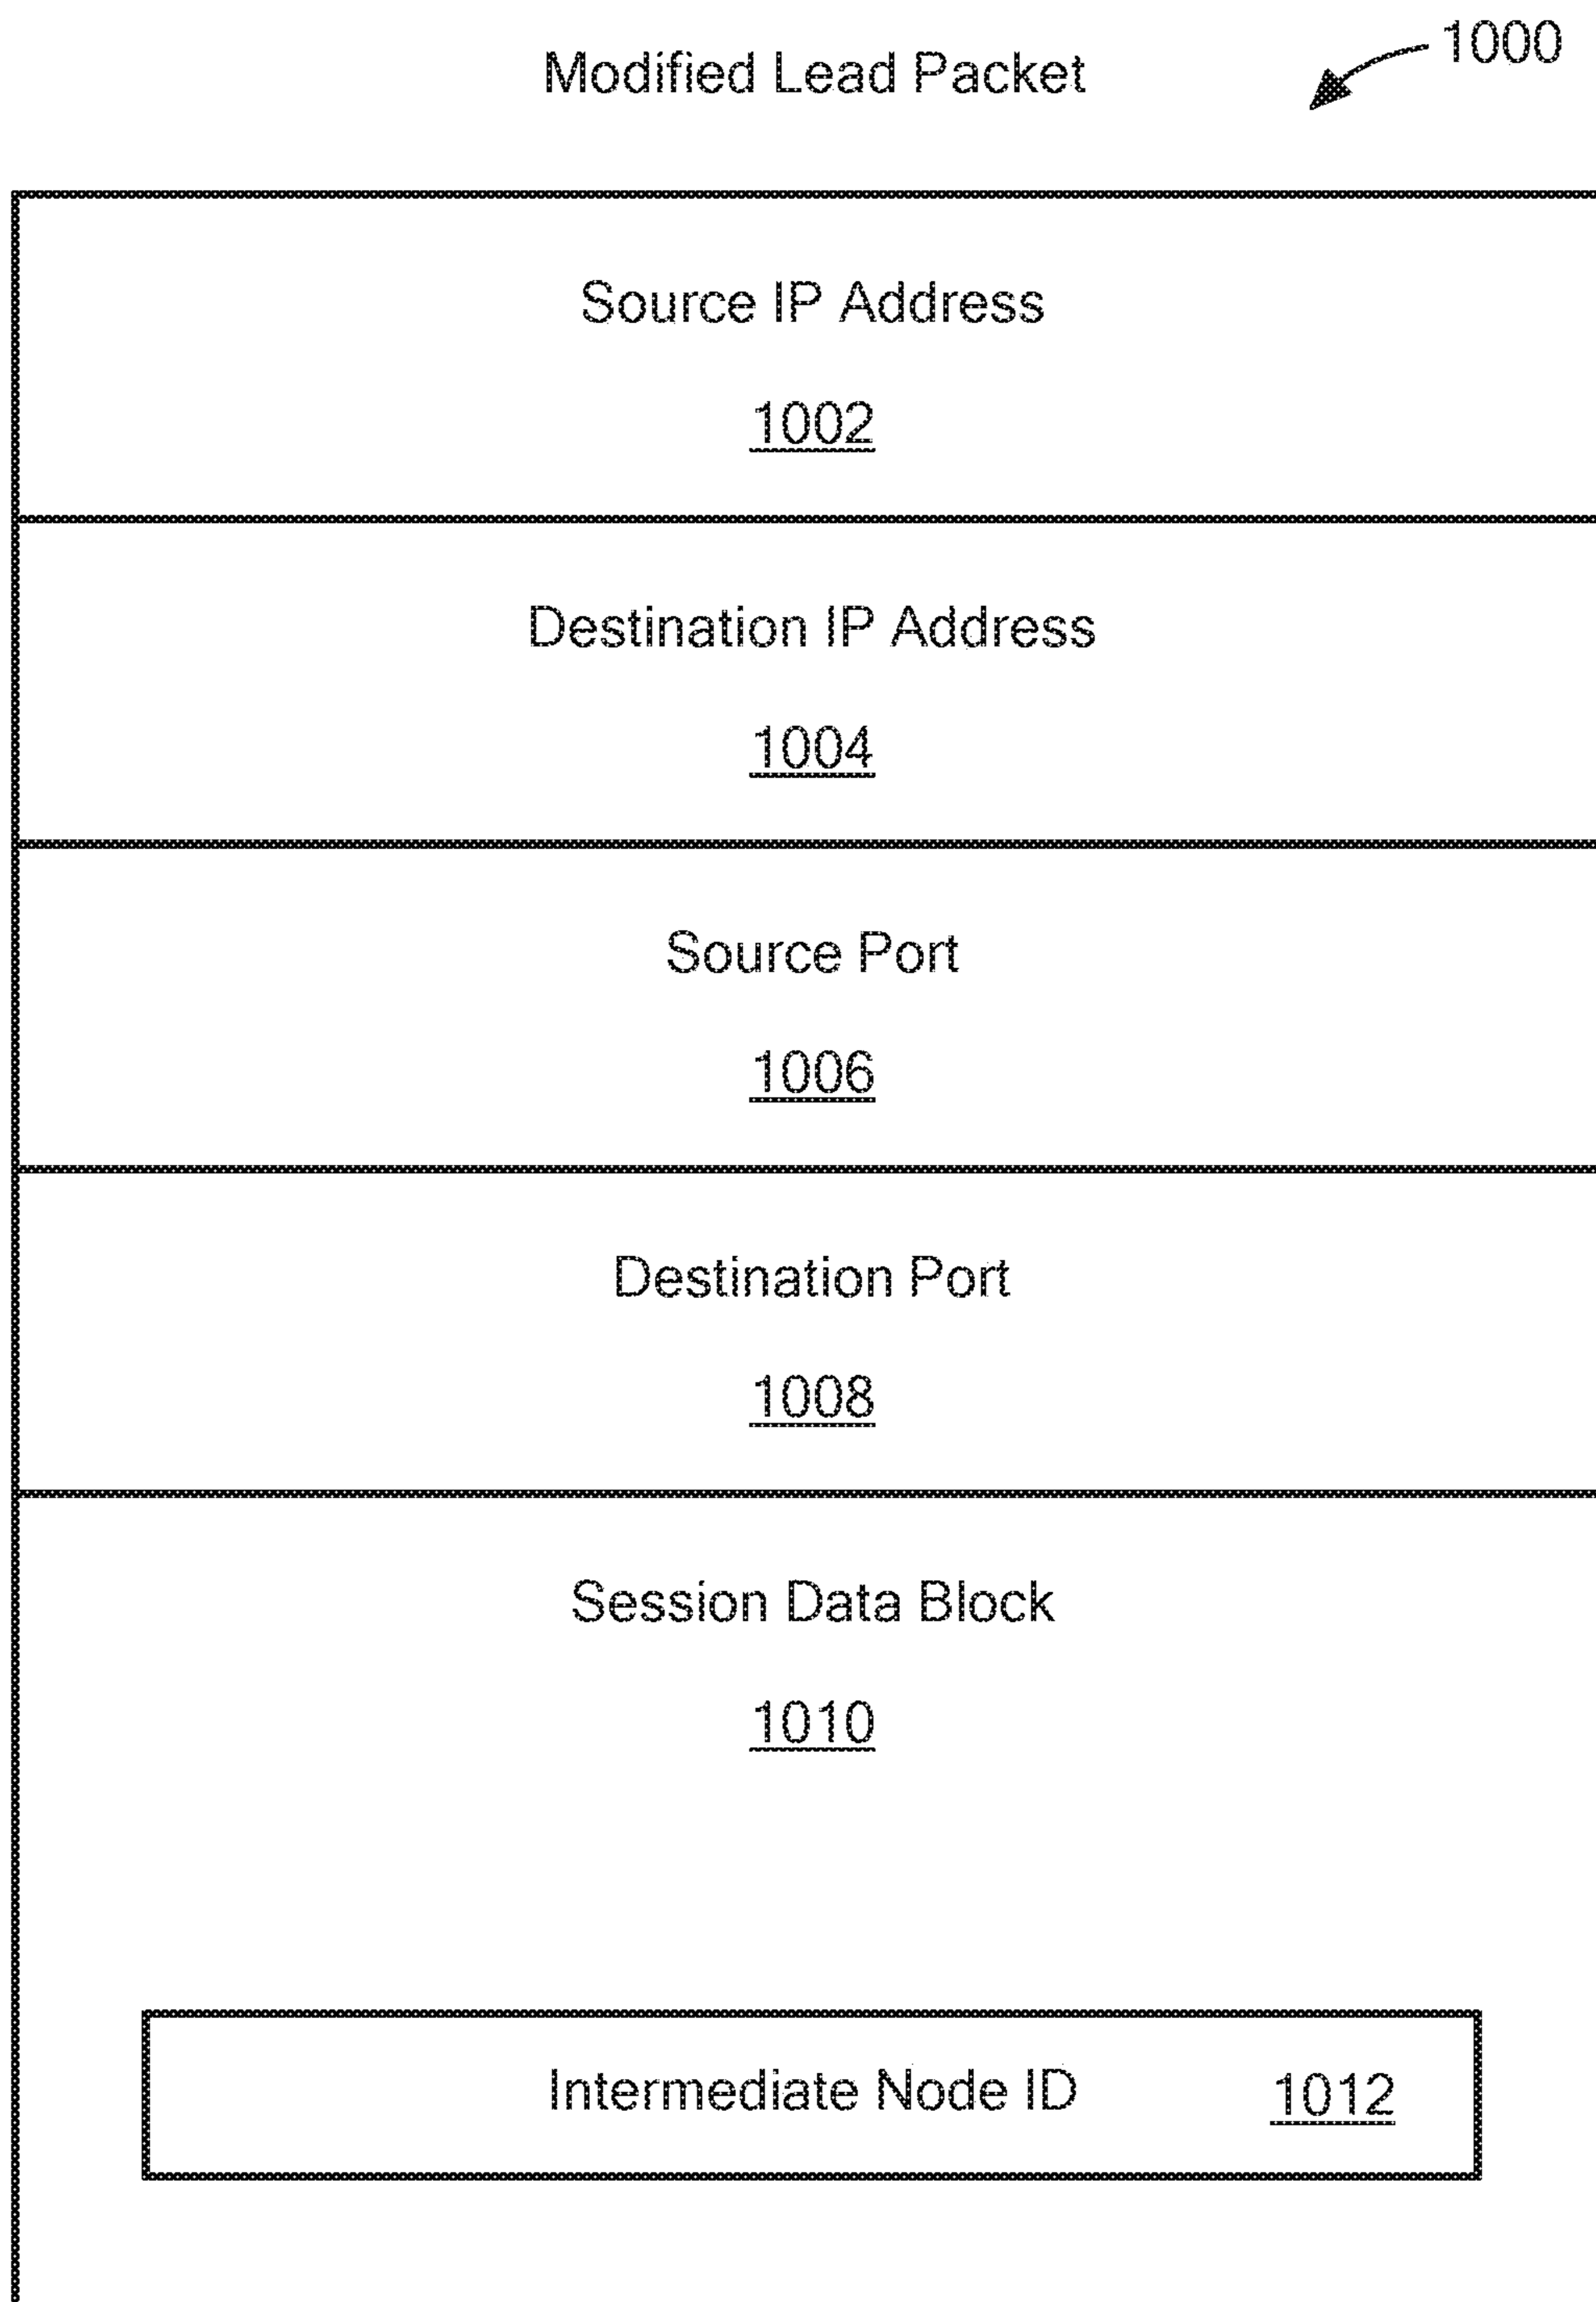 Modified Lead Packet
1000
Source IP Address
1002
Destination IP Address
1004
Source Port
1006
Destination Port
1008
Session Data Block
1010
Intermediate Node ID 1012